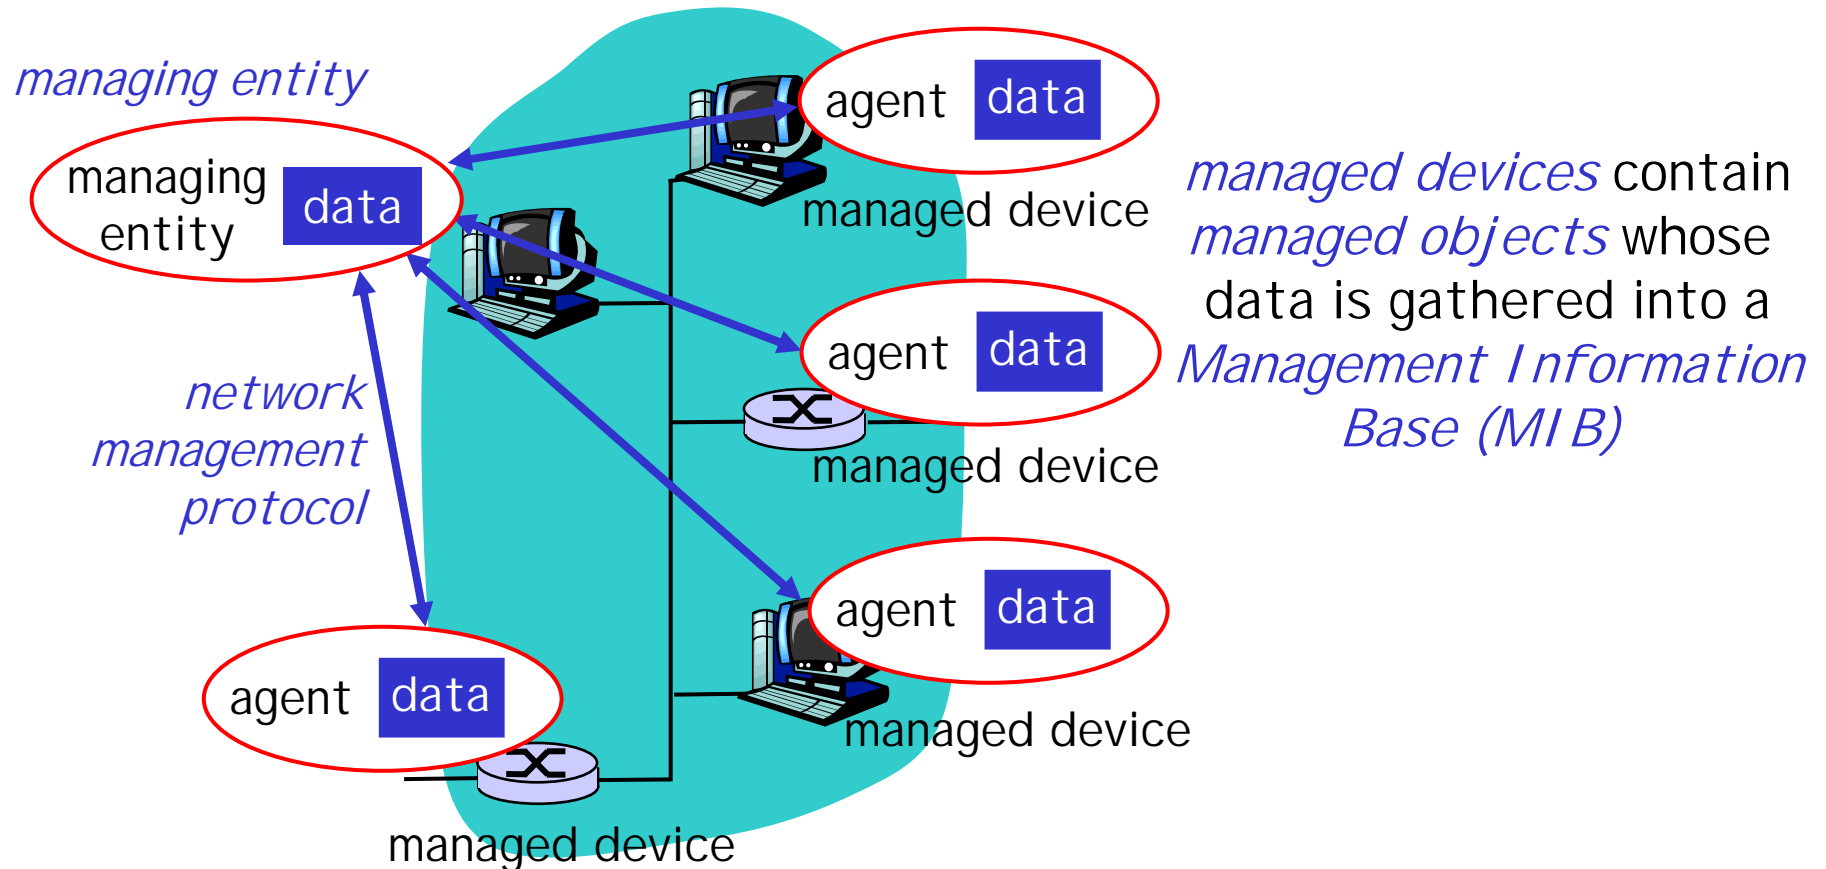 managing entity
managing
entity
data
agent data
managed device
agent data
managed device
network
management
protocol
agent data
managed device
agent data
managed device
managed devices contain
managed objects whose
data is gathered into a
Management Information
Base (MIB)